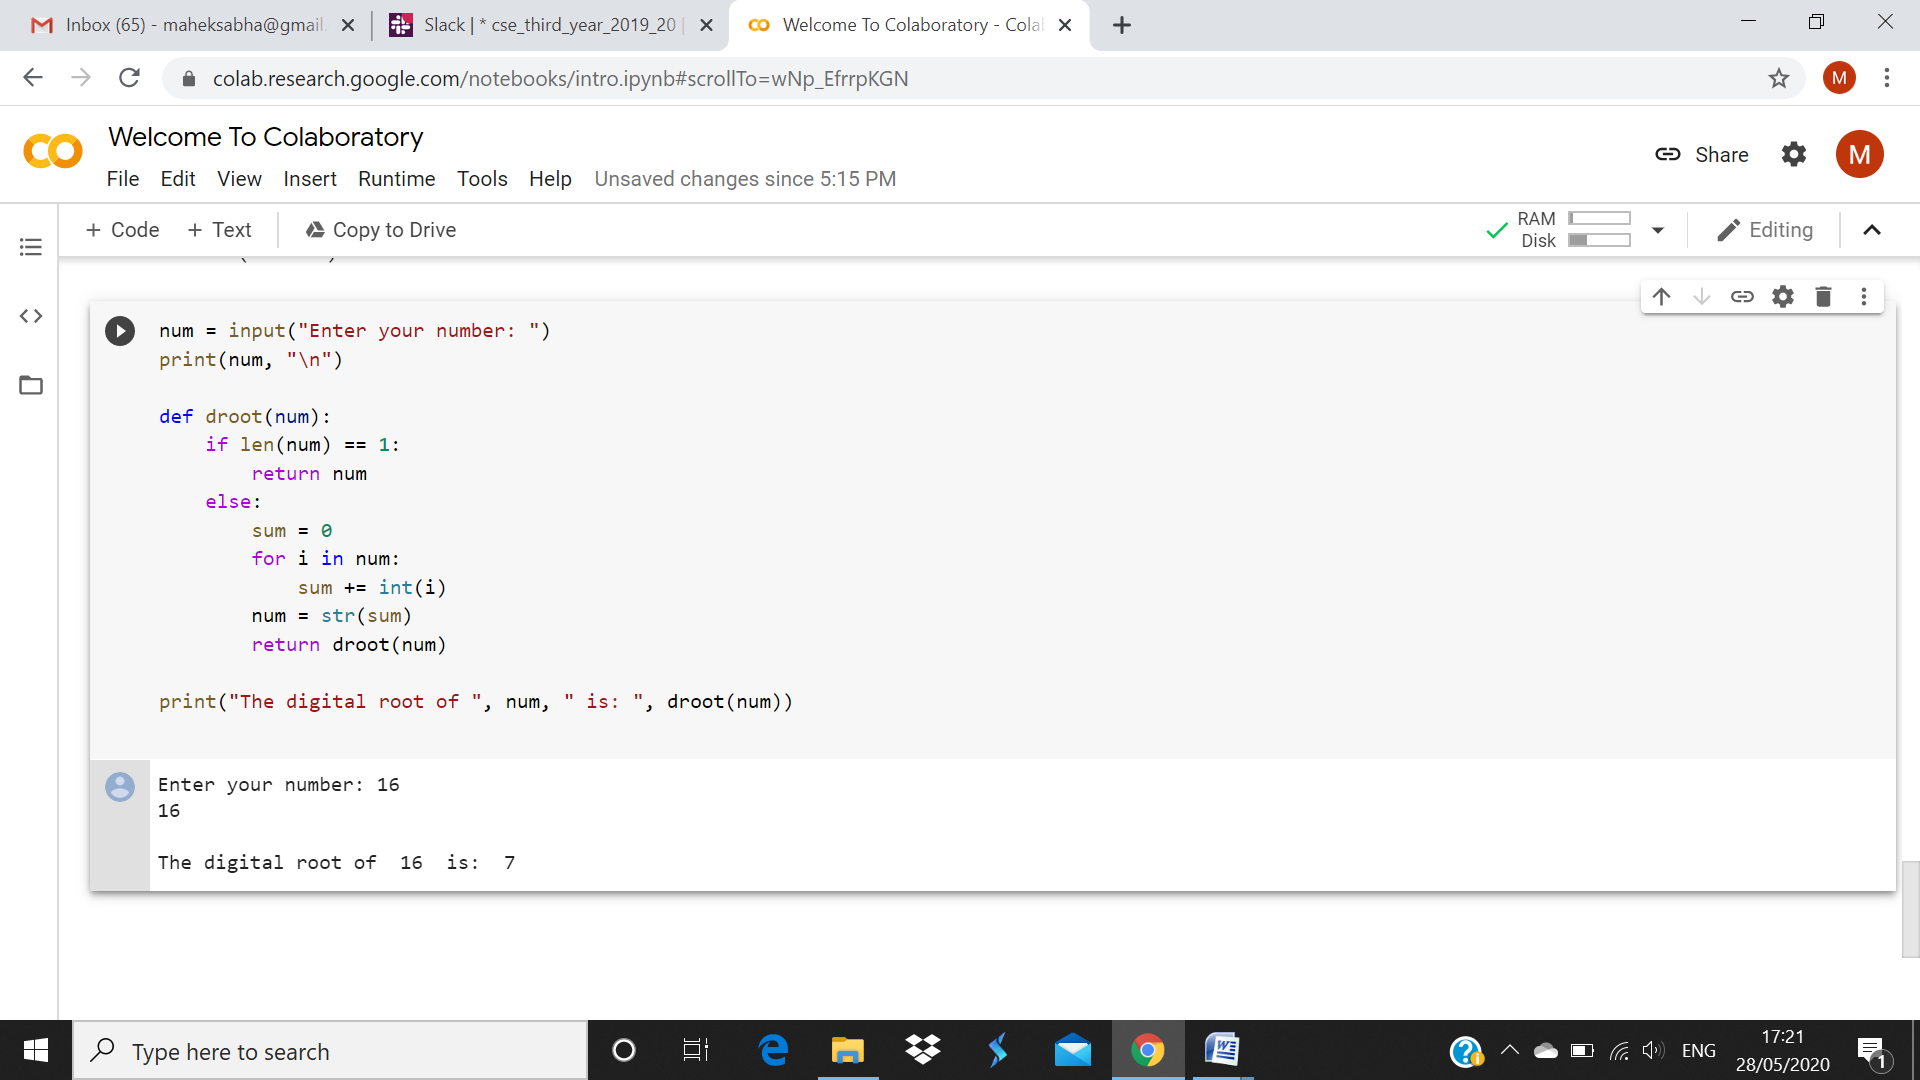 Inbox (65) - maheksabha@gmail.
Slack | * cse_third_year_2019_20 |
Welcome To Colaboratory - Cola
colab.research.google.com/notebooks/intro.ipynb#scrollTo=wNp_EfrrpKGN
M
Welcome To Colaboratory
Share
M
File Edit View Insert Runtime Tools Help Unsaved changes since 5:15 PM
+ Code + Text Copy to Drive
RAM
Disk
Editing
num = input("Enter your number: ")
print(num, "\n")
def droot(num):
    if len(num) == 1:
        return num
    else:
        sum = 0
        for i in num:
            sum += int(i)
        num = str(sum)
        return droot(num)
print("The digital root of ", num, " is: ", droot(num))
Enter your number: 16
16
The digital root of  16  is:  7
Type here to search
ENG
17:21
28/05/2020
1